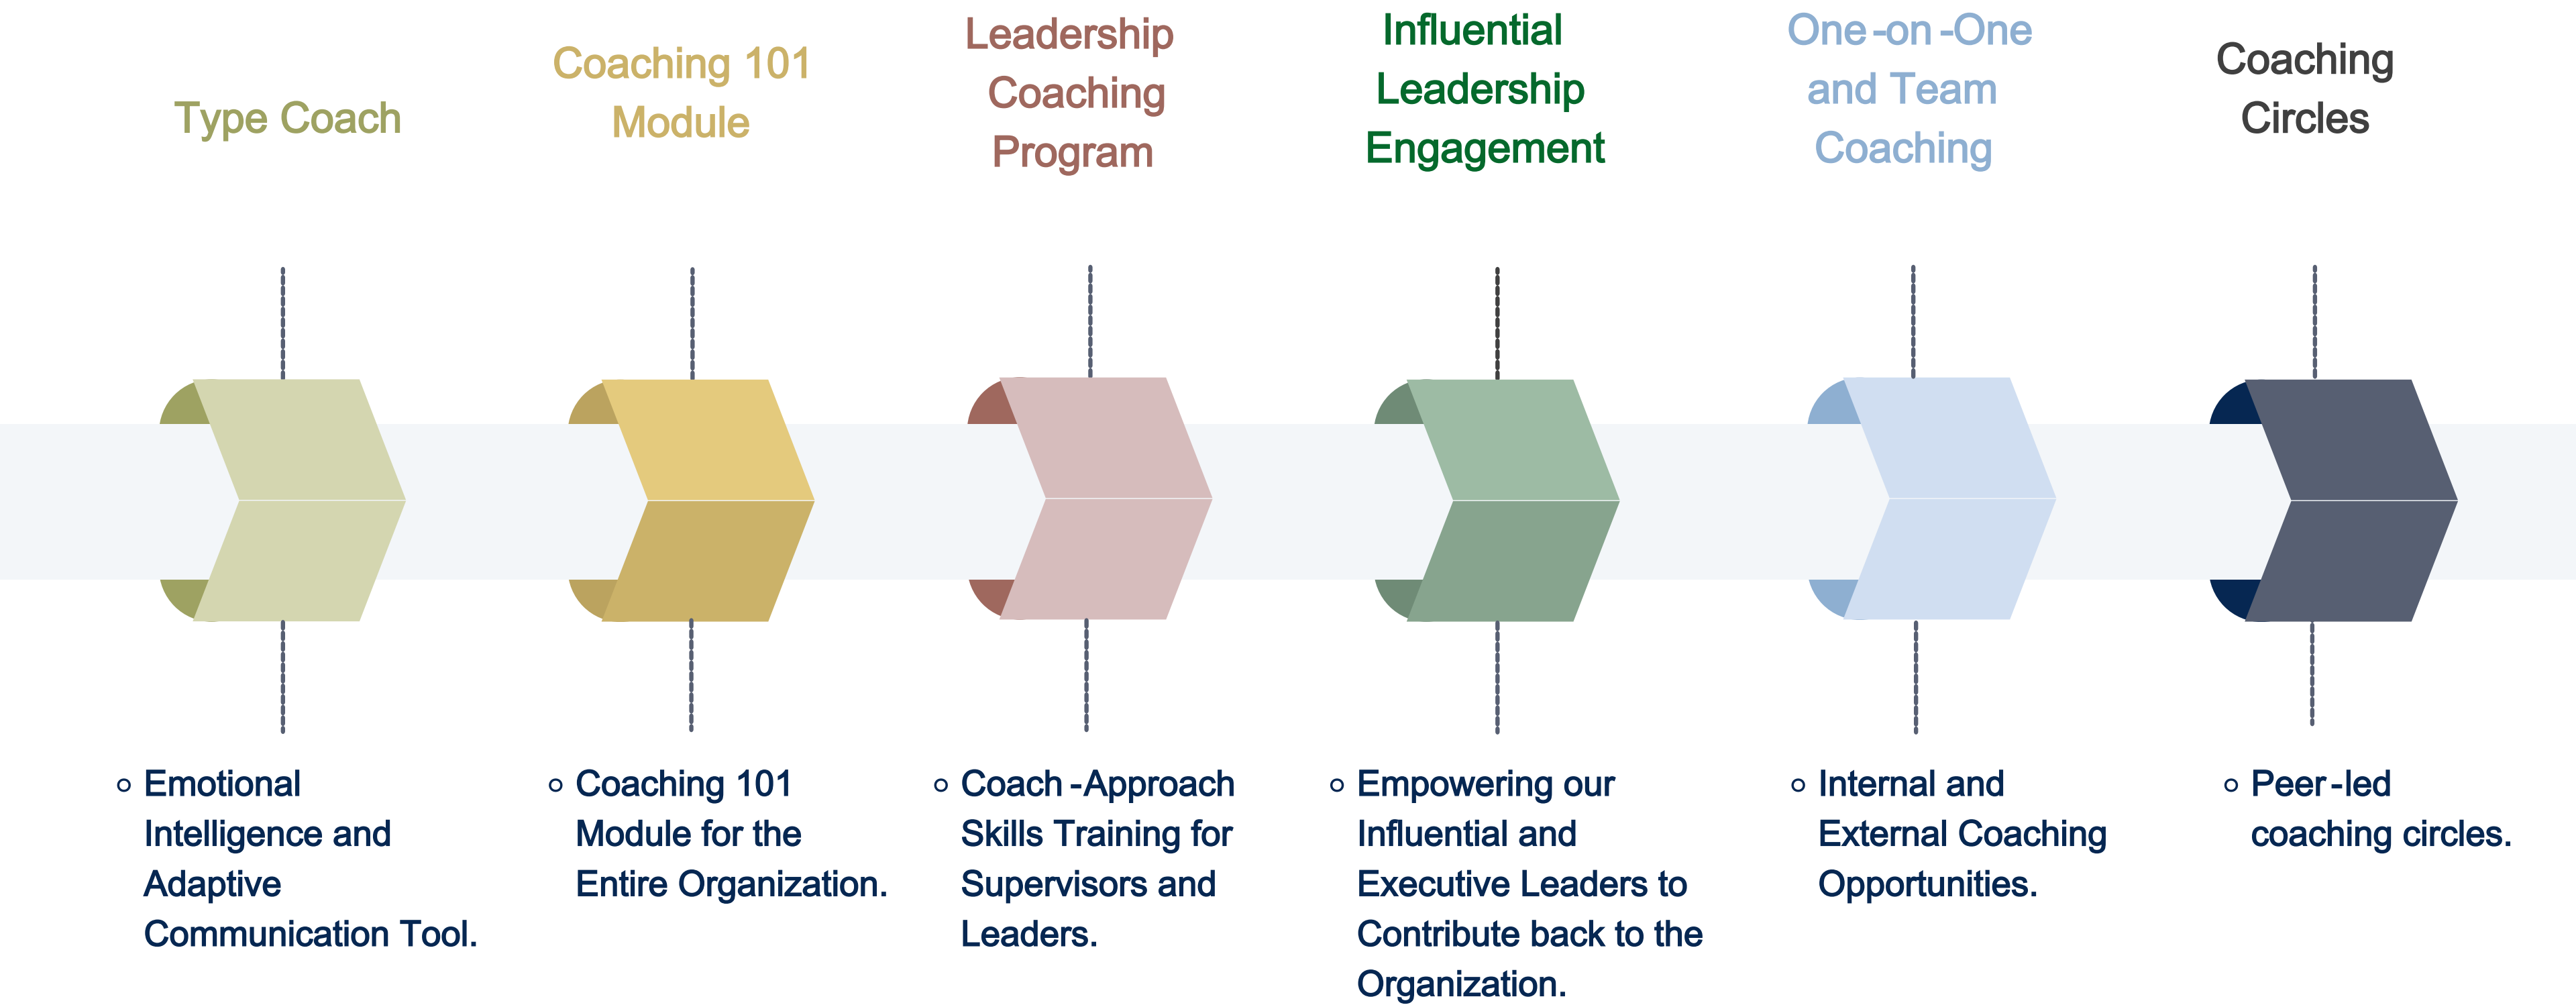 Type Coach
Coaching 101
Module
Leadership
Coaching
Program
Influential
Leadership
Engagement
One-on-One
and Team
Coaching
Coaching
Circles
Emotional
Intelligence and
Adaptive
Communication Tool.
Coaching 101
Module for the
Entire Organization.
Coach-Approach
Skills Training for
Supervisors and
Leaders.
Empowering our
Influential and
Executive Leaders to
Contribute back to the
Organization.
Internal and
External Coaching
Opportunities.
Peer-led
coaching circles.